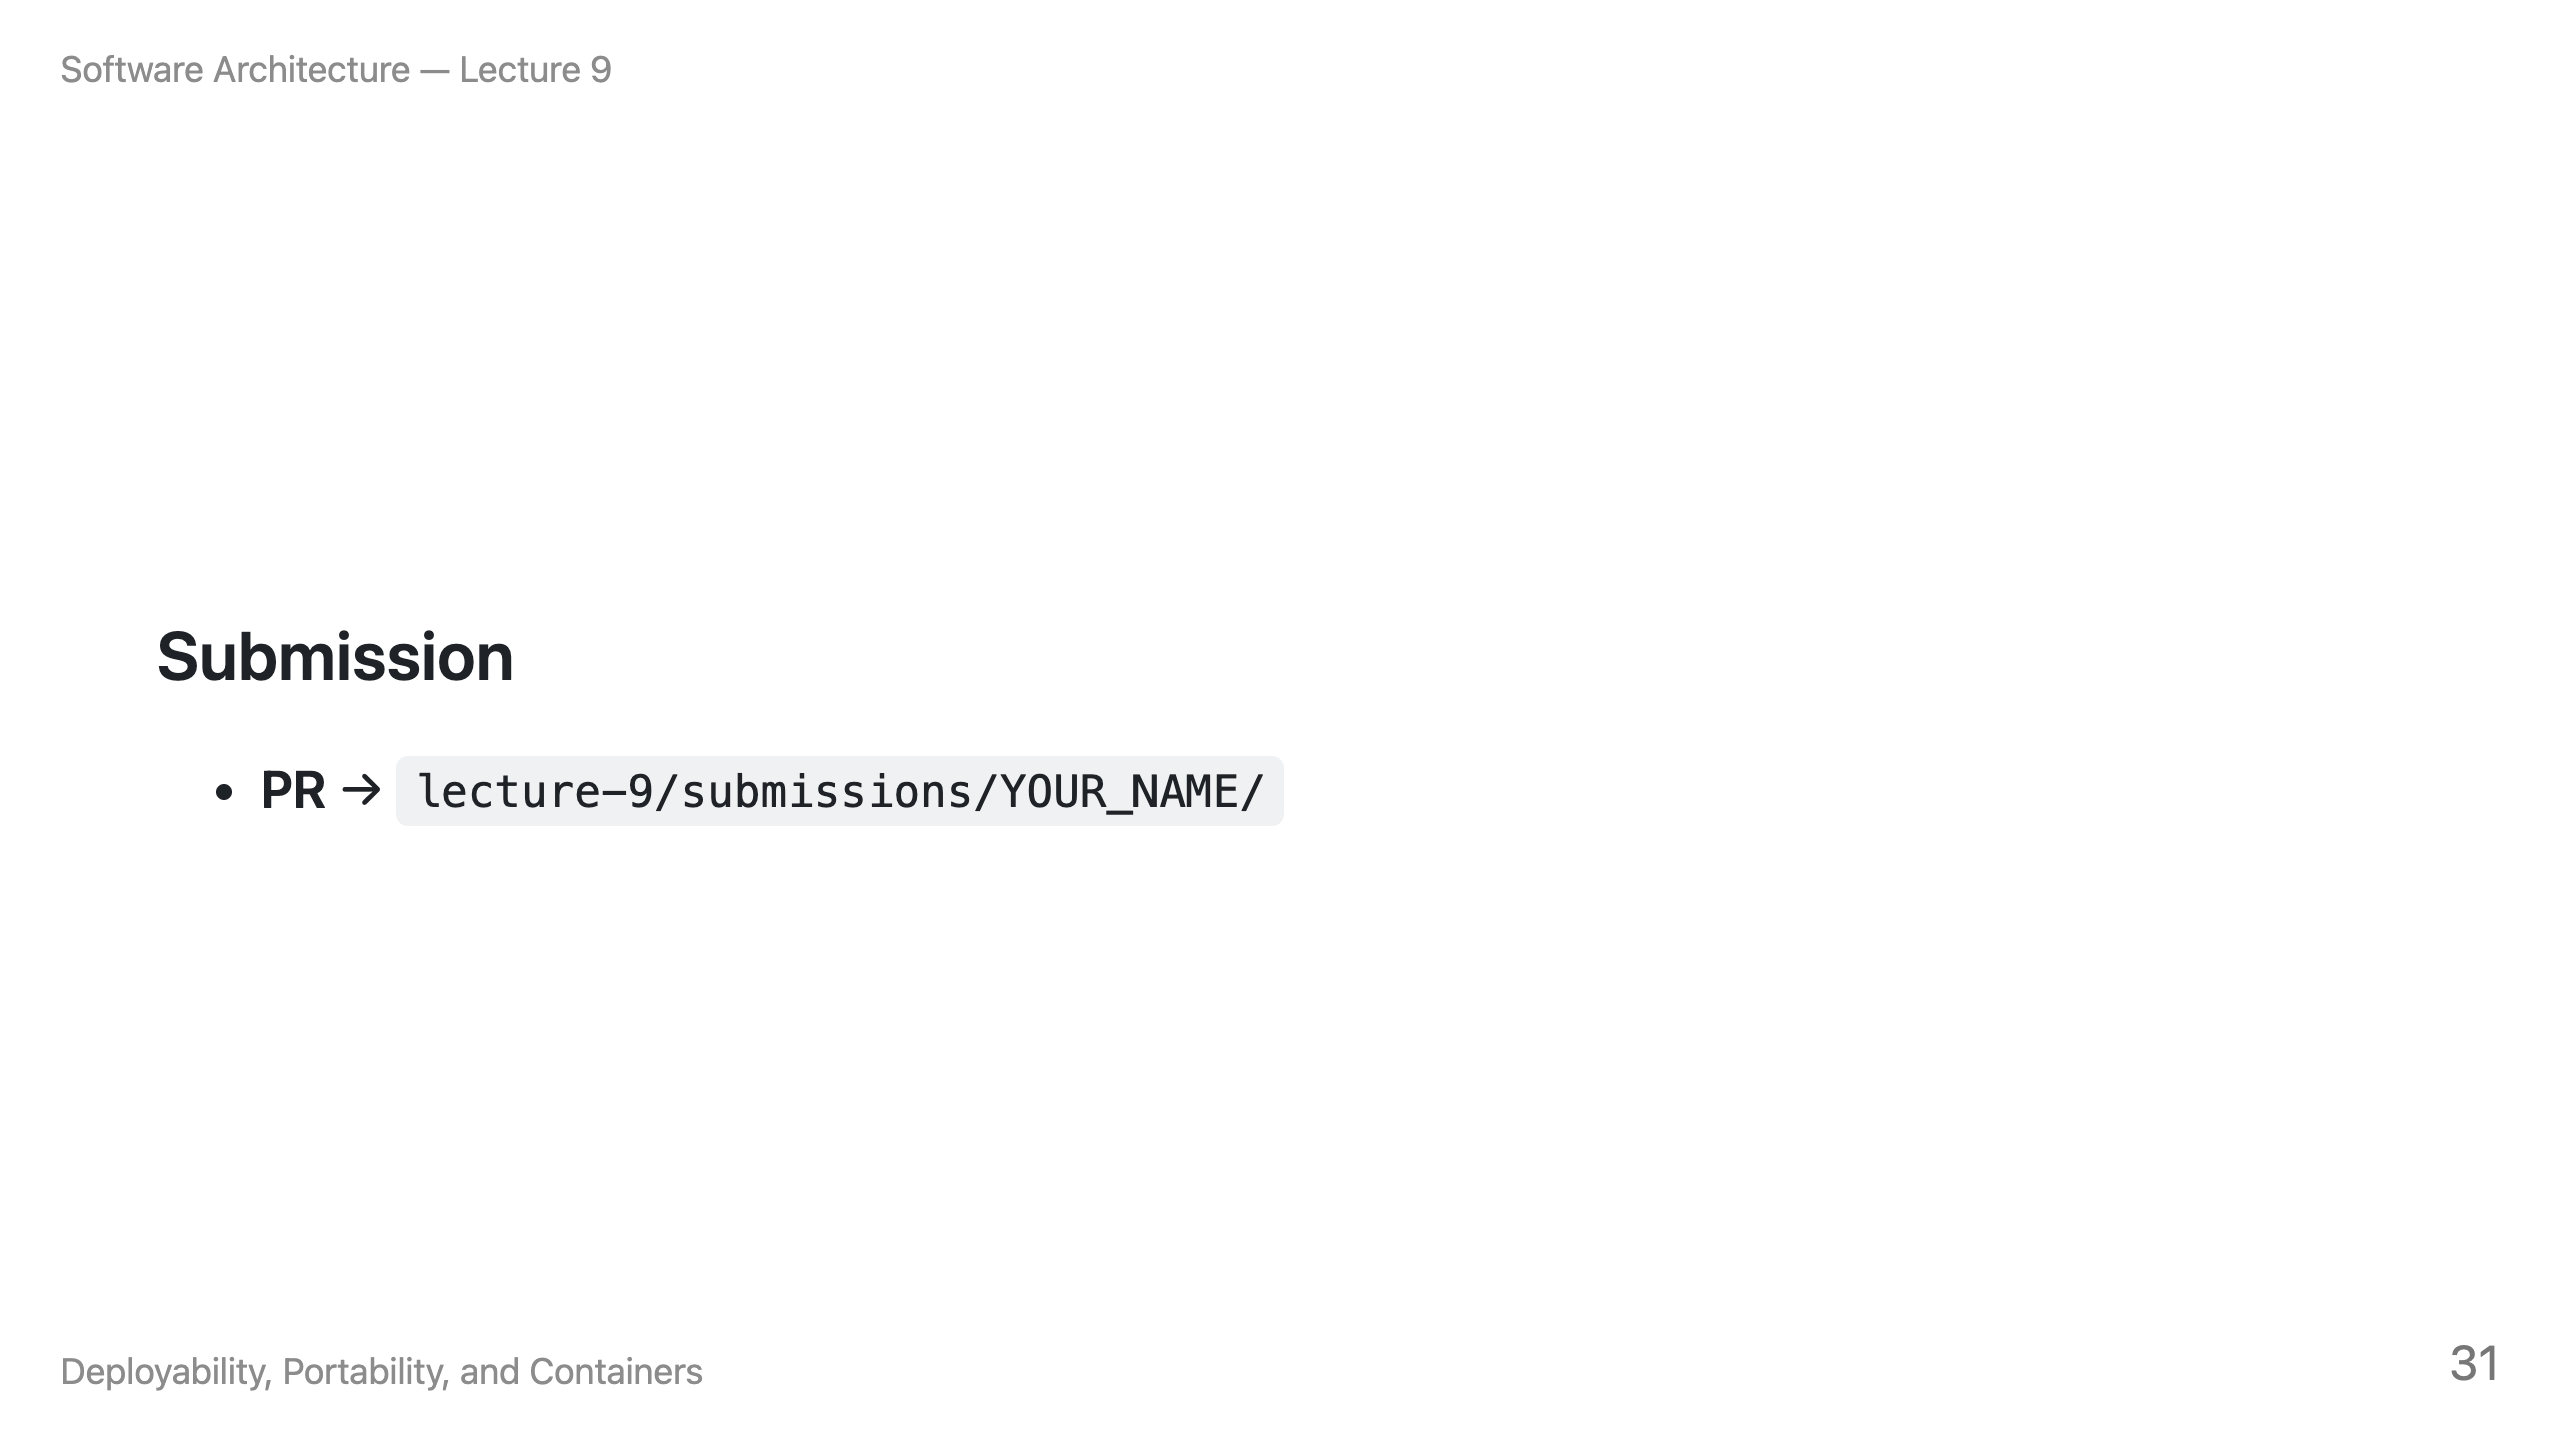 Software Architecture — Lecture 9
Submission
• PR → lecture-9/submissions/YOUR_NAME/
Deployability, Portability, and Containers
31